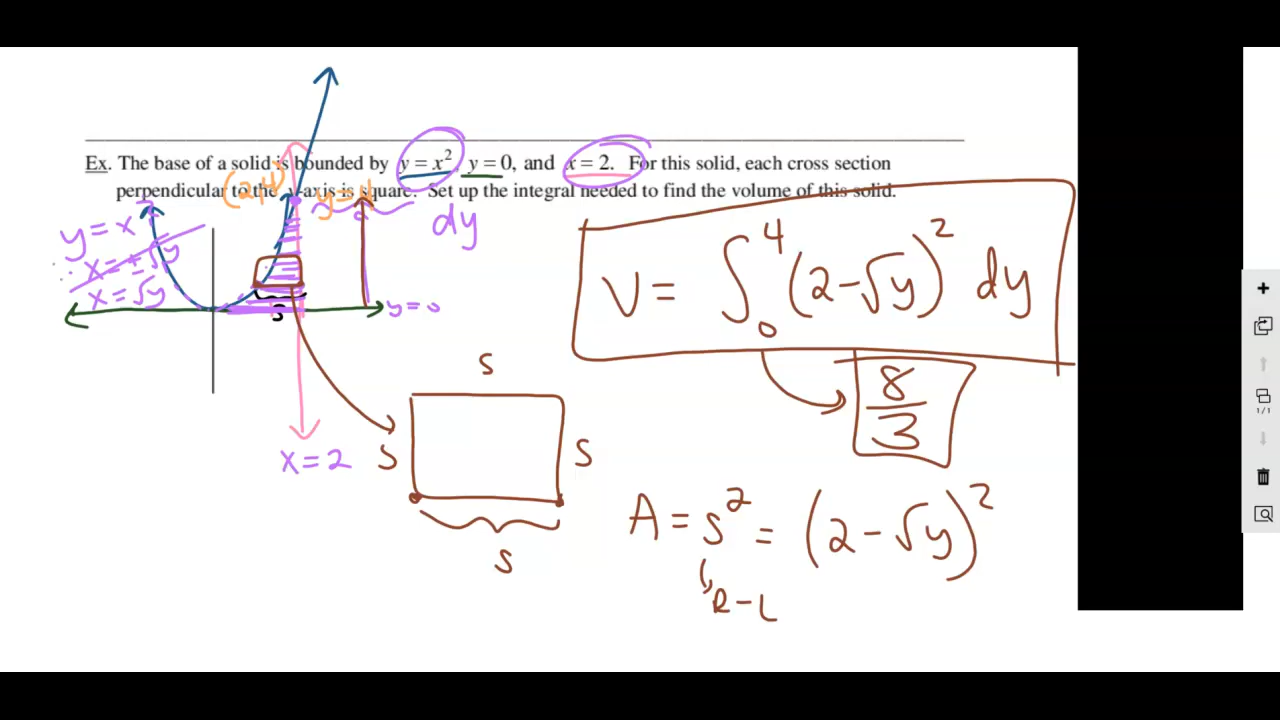 Ex. The base of a solid is bounded by y = x², y = 0, and x = 2. For this solid, each cross section
perpendicular to the y-axis is square. Set up the integral needed to find the volume of this solid.
(2,4)
y=4
dy
y=x²
x=±√y
x=√y
y=0
s
x=2
V= ∫₀⁴ (2-√y)² dy
8/3
s
s
s
s
A = s² = (2-√y)²
R-L
1/1